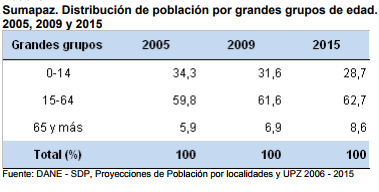 Sumapaz. Distribución de población por grandes grupos de edad.
2005, 2009 y 2015
Grandes grupos 2005 2009 2015
0-14 34,3 31,6 28,7
15-64 59,8 61,6 62,7
65 y más 5,9 6,9 8,6
Total (%) 100 100 100
Fuente: DANE - SDP, Proyecciones de Población por localidades y UPZ 2006 - 2015